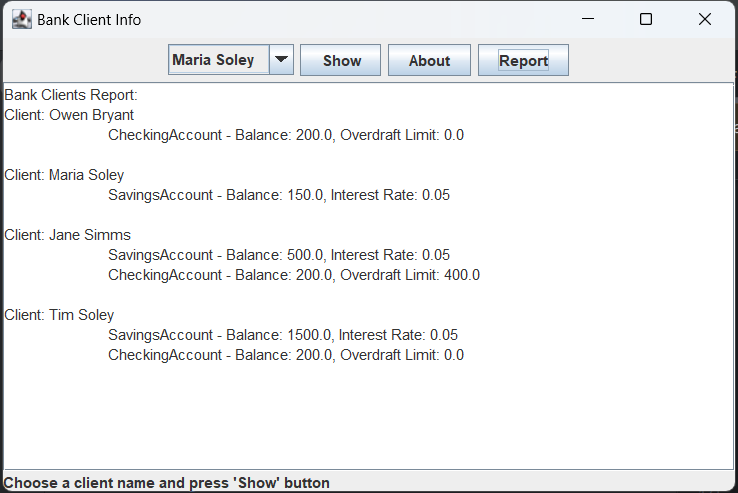 Bank Client Info
Maria Soley Show About Report
Bank Clients Report:
Client: Owen Bryant
CheckingAccount - Balance: 200.0, Overdraft Limit: 0.0
Client: Maria Soley
SavingsAccount - Balance: 150.0, Interest Rate: 0.05
Client: Jane Simms
SavingsAccount - Balance: 500.0, Interest Rate: 0.05
CheckingAccount - Balance: 200.0, Overdraft Limit: 400.0
Client: Tim Soley
SavingsAccount - Balance: 1500.0, Interest Rate: 0.05
CheckingAccount - Balance: 200.0, Overdraft Limit: 0.0
Choose a client name and press 'Show' button